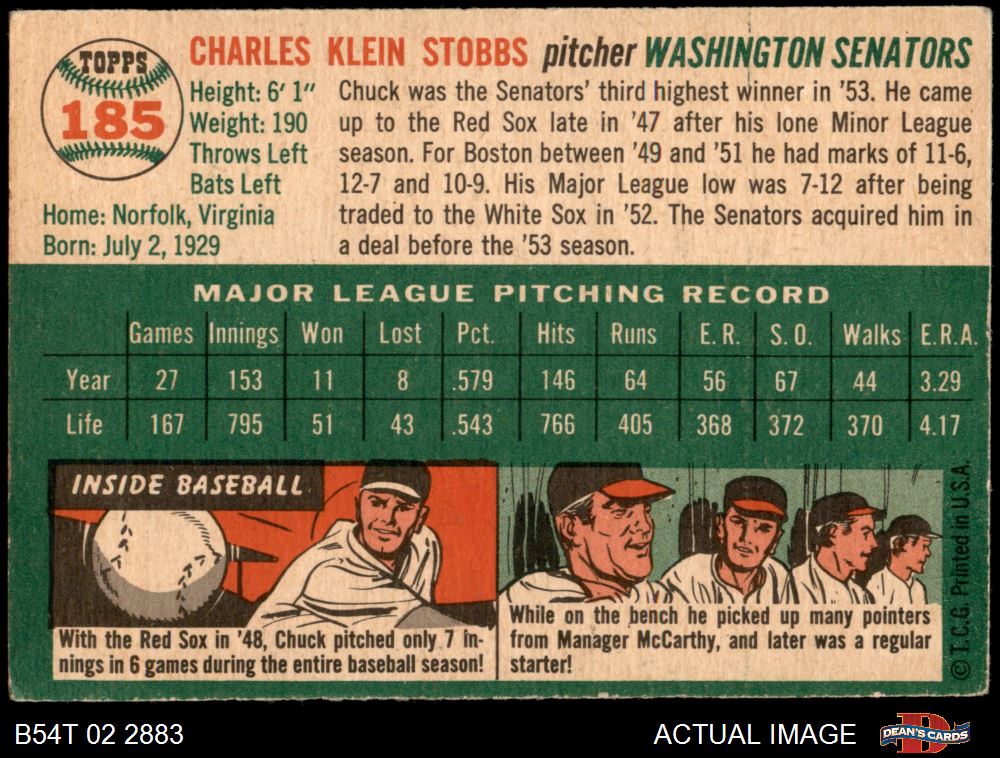 TOPPS
185
CHARLES KLEIN STOBBS pitcher WASHINGTON SENATORS
Height: 6' 1"
Weight: 190
Throws Left
Bats Left
Home: Norfolk, Virginia
Born: July 2, 1929
Chuck was the Senators' third highest winner in '53. He came
up to the Red Sox late in '47 after his lone Minor League
season. For Boston between '49 and '51 he had marks of 11-6,
12-7 and 10-9. His Major League low was 7-12 after being
traded to the White Sox in '52. The Senators acquired him in
a deal before the '53 season.
MAJOR LEAGUE PITCHING RECORD
Games Innings Won Lost Pct. Hits Runs E. R. S. O. Walks E.R.A.
Year 27 153 11 8 .579 146 64 56 67 44 3.29
Life 167 795 51 43 .543 766 405 368 372 370 4.17
INSIDE BASEBALL
With the Red Sox in '48, Chuck pitched only 7 in-
nings in 6 games during the entire baseball season!
While on the bench he picked up many pointers
from Manager McCarthy, and later was a regular
starter!
© T.C.G. Printed in U.S.A.
B54T 02 2883
ACTUAL IMAGE
DEAN'S CARDS